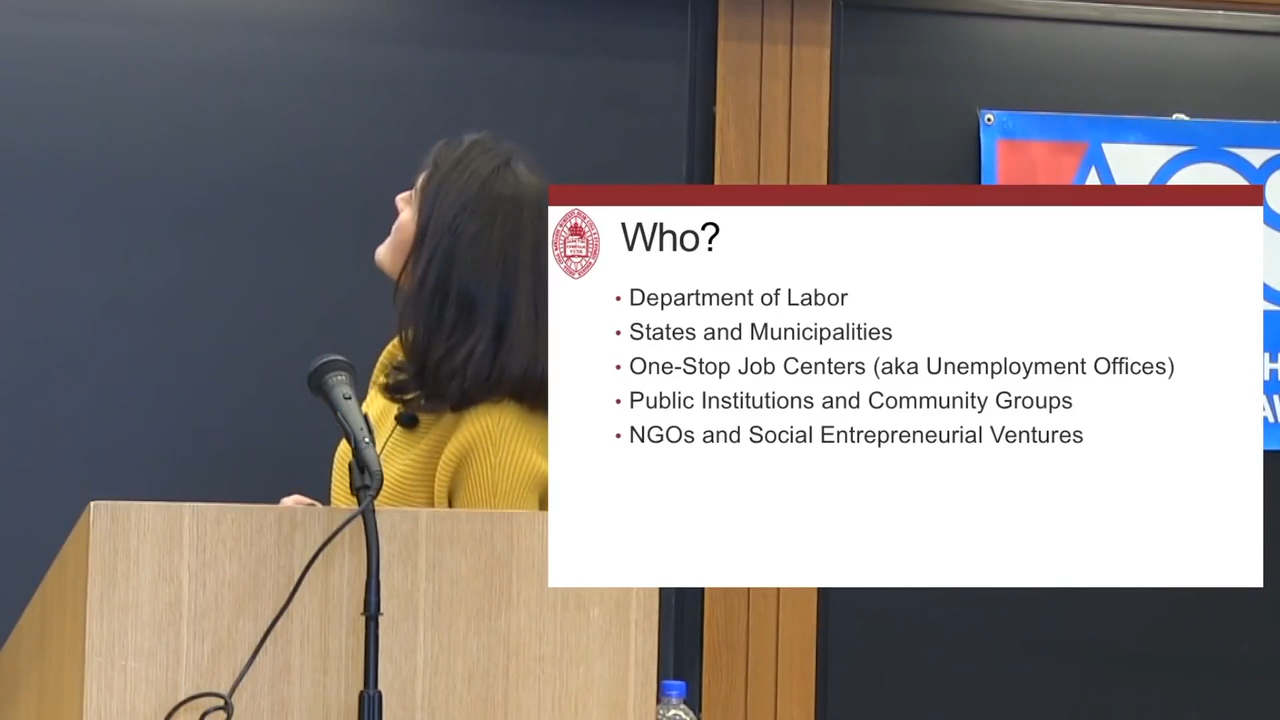 Who?
• Department of Labor
• States and Municipalities
• One-Stop Job Centers (aka Unemployment Offices)
• Public Institutions and Community Groups
• NGOs and Social Entrepreneurial Ventures